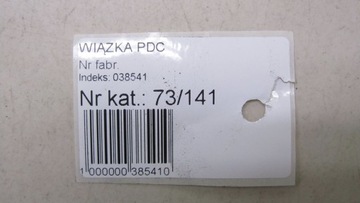 WIĄZKA PDC
Nr fabr.
Indeks: 038541
Nr kat.: 73/141
1 000000 385410